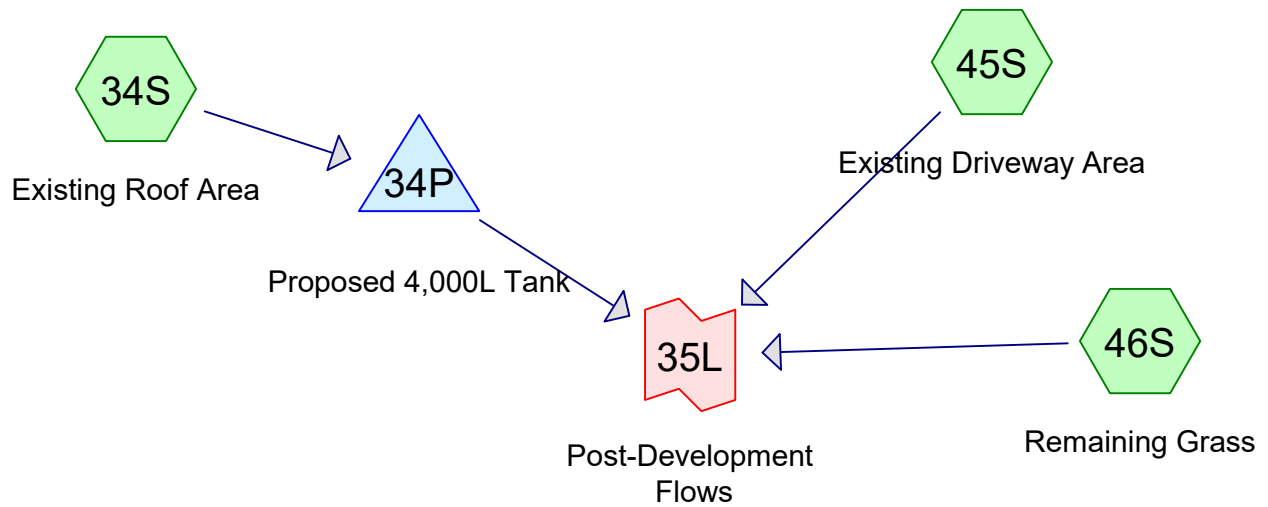 34S
Existing Roof Area
34P
Proposed 4,000L Tank
45S
Existing Driveway Area
35L
Post-Development
Flows
46S
Remaining Grass